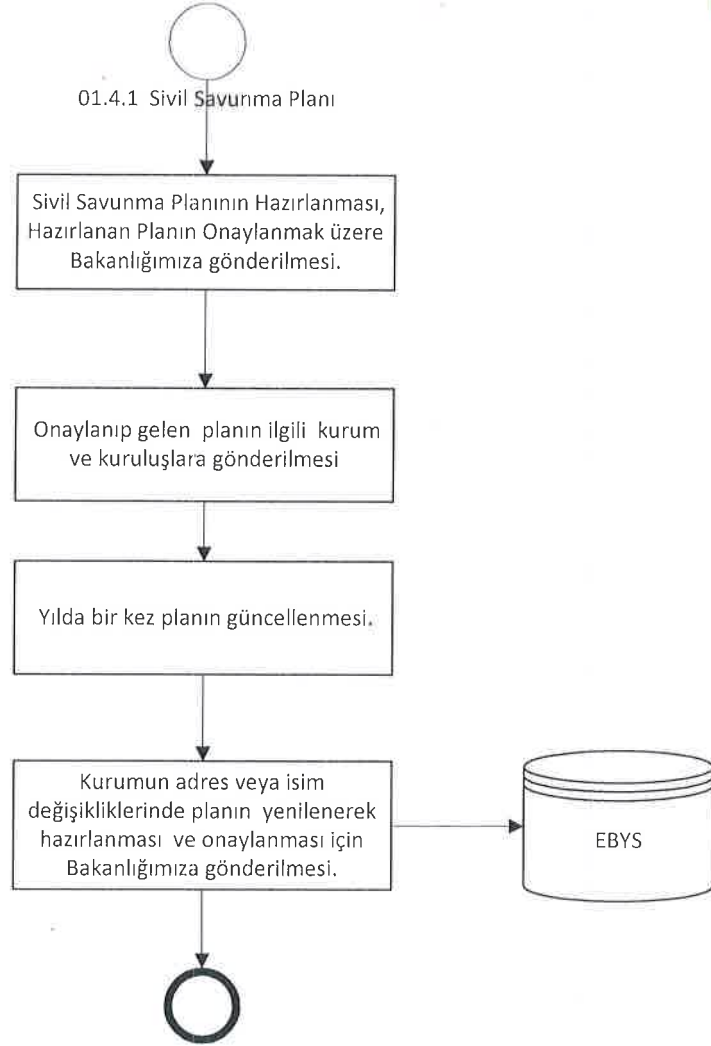 01.4.1 Sivil Savunma Planı
Sivil Savunma Planının Hazırlanması,
Hazırlanan Planın Onaylanmak üzere
Bakanlığımıza gönderilmesi.
Onaylanıp gelen planın ilgili kurum
ve kuruluşlara gönderilmesi
Yılda bir kez planın güncellenmesi.
Kurumun adres veya isim
değişikliklerinde planın yenilenerek
hazırlanması ve onaylanması için
Bakanlığımıza gönderilmesi.
EBYS